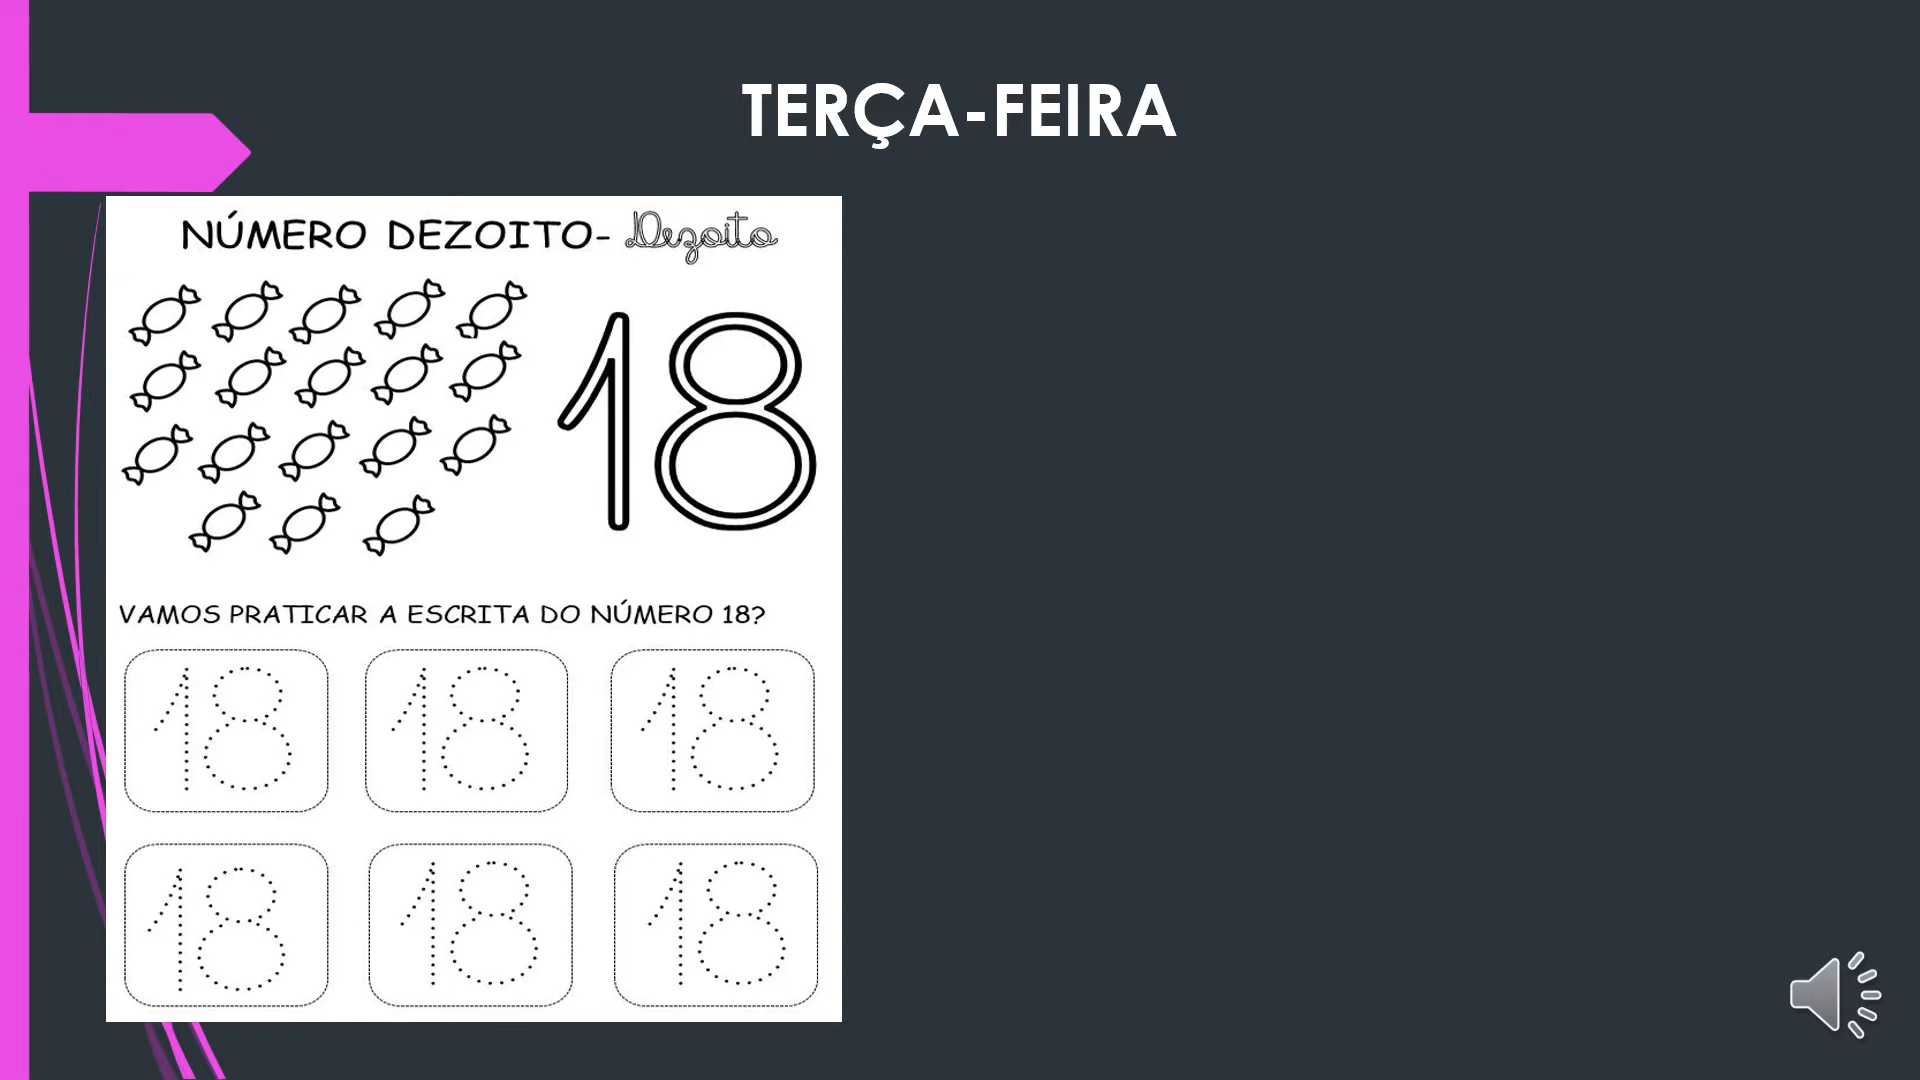 TERÇA-FEIRA
NÚMERO DEZOITO- Dezoito
18
VAMOS PRATICAR A ESCRITA DO NÚMERO 18?
18 18 18
18 18 18